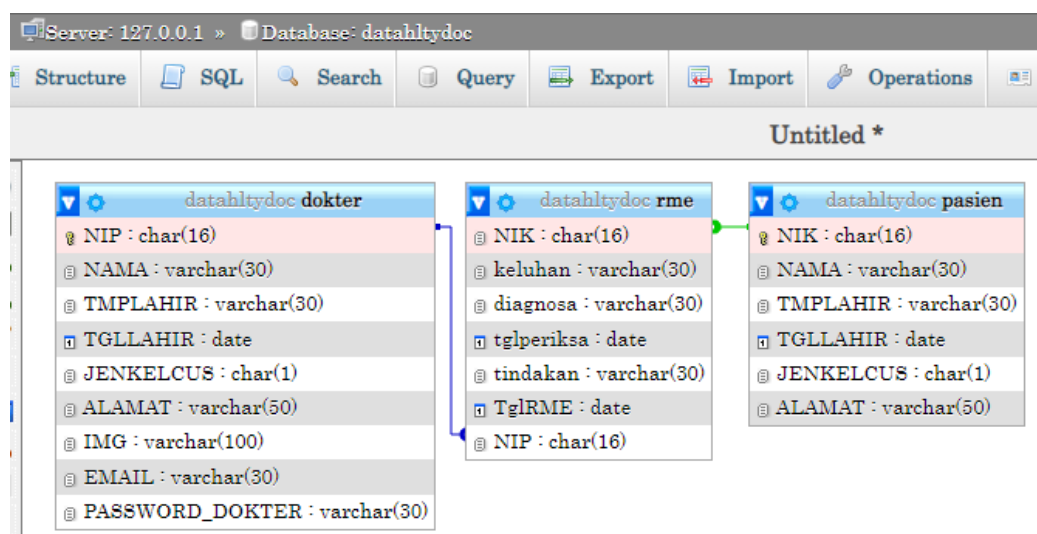 Server: 127.0.0.1 » Database: datahltydoc
Structure SQL Search Query Export Import Operations
Untitled *
datahltydoc dokter
NIP : char(16)
NAMA : varchar(30)
TMPLAHIR : varchar(30)
TGLLAHIR : date
JENKELCUS : char(1)
ALAMAT : varchar(50)
IMG : varchar(100)
EMAIL : varchar(30)
PASSWORD_DOKTER : varchar(30)
datahltydoc rme
NIK : char(16)
keluhan : varchar(30)
diagnosa : varchar(30)
tglperiksa : date
tindakan : varchar(30)
TglRME : date
NIP : char(16)
datahltydoc pasien
NIK : char(16)
NAMA : varchar(30)
TMPLAHIR : varchar(30)
TGLLAHIR : date
JENKELCUS : char(1)
ALAMAT : varchar(50)